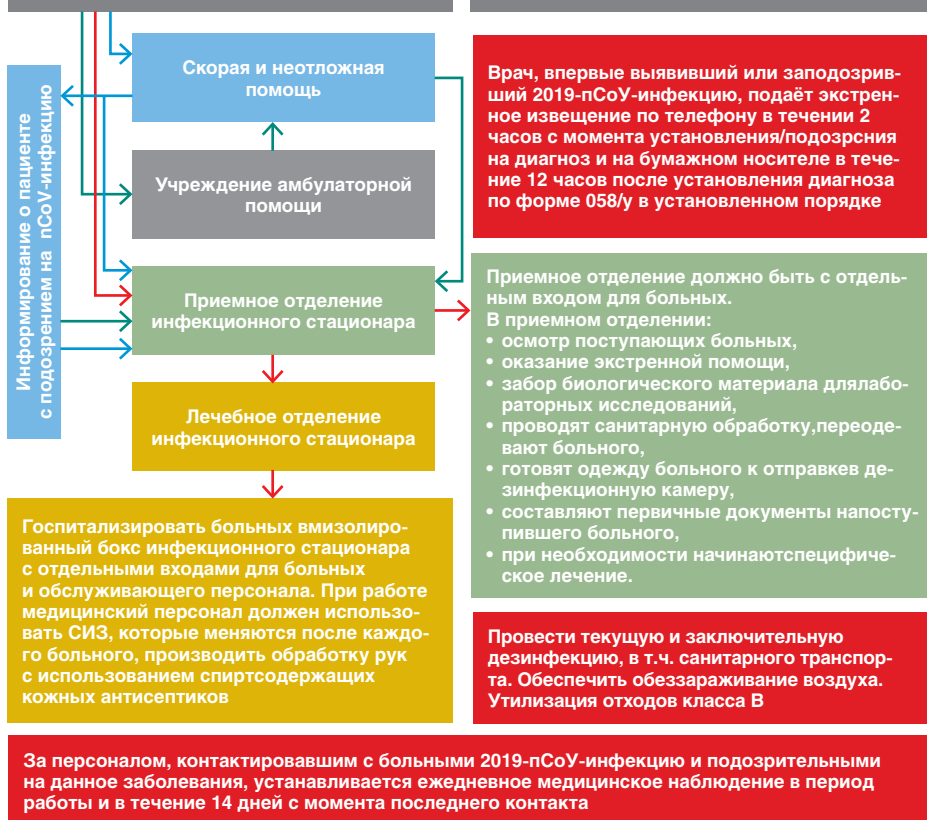 Скорая и неотложная
помощь
Информирование о пациенте
с подозрением на nCoV-инфекцию
Учреждение амбулаторной
помощи
Приемное отделение
инфекционного стационара
Лечебное отделение
инфекционного стационара
Госпитализировать больных вмизолиро-
ванный бокс инфекционного стационара
с отдельными входами для больных
и обслуживающего персонала. При работе
медицинский персонал должен использо-
вать СИЗ, которые меняются после каждо-
го больного, производить обработку рук
с использованием спиртсодержащих
кожных антисептиков
Врач, впервые выявивший или заподозрив-
ший 2019-пСоУ-инфекцию, подаёт экстрен-
ное извещение по телефону в течении 2
часов с момента установления/подозрсния
на диагноз и на бумажном носителе в тече-
ние 12 часов после установления диагноза
по форме 058/у в установленном порядке
Приемное отделение должно быть с отдель-
ным входом для больных.
В приемном отделении:
• осмотр поступающих больных,
• оказание экстренной помощи,
• забор биологического материала длялабо-
раторных исследований,
• проводят санитарную обработку,переоде-
вают больного,
• готовят одежду больного к отправкев де-
зинфекционную камеру,
• составляют первичные документы напосту-
пившего больного,
• при необходимости начинаютспецифиче-
ское лечение.
Провести текущую и заключительную
дезинфекцию, в т.ч. санитарного транспор-
та. Обеспечить обеззараживание воздуха.
Утилизация отходов класса В
За персоналом, контактировавшим с больными 2019-пСоУ-инфекцию и подозрительными
на данное заболевания, устанавливается ежедневное медицинское наблюдение в период
работы и в течение 14 дней с момента последнего контакта